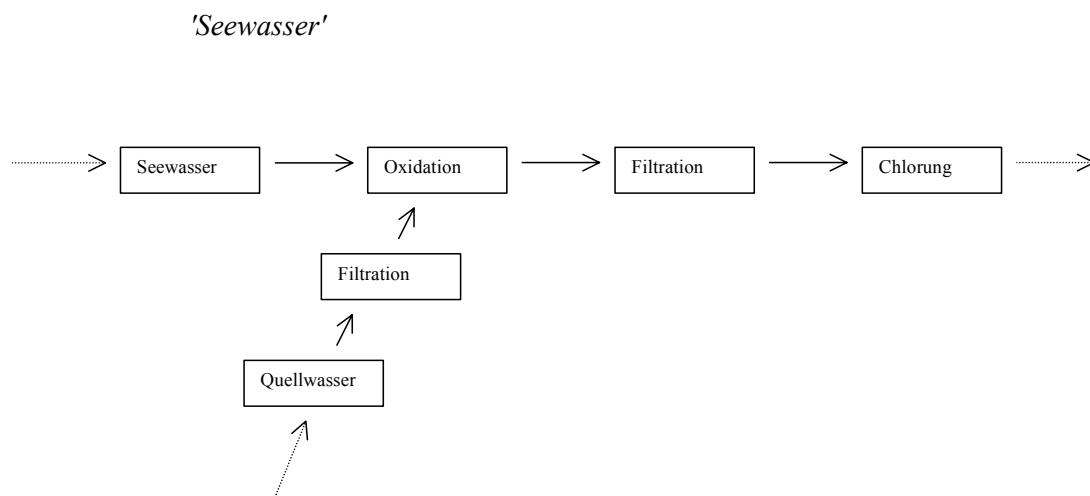 'Seewasser'
Seewasser
Oxidation
Filtration
Chlorung
Filtration
Quellwasser